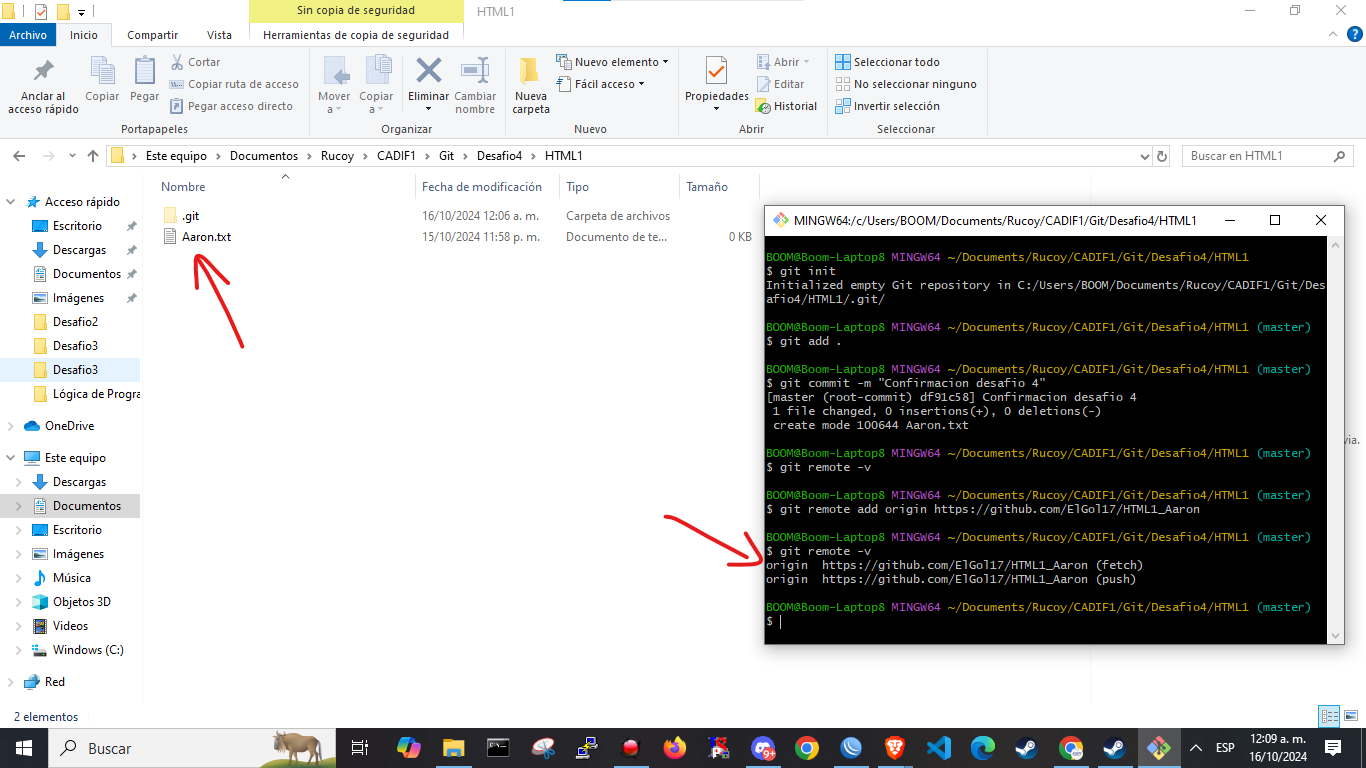 Sin copia de seguridad
HTML1
Archivo
Inicio
Compartir
Vista
Herramientas de copia de seguridad
Anclar al
acceso rápido
Copiar
Pegar
Cortar
Copiar ruta de acceso
Pegar acceso directo
Portapapeles
Mover
a
Copiar
a
Eliminar
Cambiar
nombre
Organizar
Nueva
carpeta
Nuevo elemento
Fácil acceso
Nuevo
Propiedades
Abrir
Editar
Historial
Abrir
Seleccionar todo
No seleccionar ninguno
Invertir selección
Seleccionar
Este equipo > Documentos > Rucoy > CADIF1 > Git > Desafio4 > HTML1
Buscar en HTML1
Nombre
Fecha de modificación
Tipo
Tamaño
.git 16/10/2024 12:06 a. m. Carpeta de archivos
Aaron.txt 15/10/2024 11:58 p. m. Documento de te... 0 KB
Acceso rápido
Escritorio
Descargas
Documentos
Imágenes
Desafio2
Desafio3
Desafio3
Lógica de Progra
OneDrive
Este equipo
Descargas
Documentos
Escritorio
Imágenes
Música
Objetos 3D
Videos
Windows (C:)
Red
2 elementos
via.
MINGW64:/c/Users/BOOM/Documents/Rucoy/CADIF1/Git/Desafio4/HTML1
BOOM@Boom-Laptop8 MINGW64 ~/Documents/Rucoy/CADIF1/Git/Desafio4/HTML1
$ git init
Initialized empty Git repository in C:/Users/BOOM/Documents/Rucoy/CADIF1/Git/Des
afio4/HTML1/.git/
BOOM@Boom-Laptop8 MINGW64 ~/Documents/Rucoy/CADIF1/Git/Desafio4/HTML1 (master)
$ git add .
BOOM@Boom-Laptop8 MINGW64 ~/Documents/Rucoy/CADIF1/Git/Desafio4/HTML1 (master)
$ git commit -m "Confirmacion desafio 4"
[master (root-commit) df91c58] Confirmacion desafio 4
1 file changed, 0 insertions(+), 0 deletions(-)
create mode 100644 Aaron.txt
BOOM@Boom-Laptop8 MINGW64 ~/Documents/Rucoy/CADIF1/Git/Desafio4/HTML1 (master)
$ git remote -v
BOOM@Boom-Laptop8 MINGW64 ~/Documents/Rucoy/CADIF1/Git/Desafio4/HTML1 (master)
$ git remote add origin https://github.com/ElGol17/HTML1_Aaron
BOOM@Boom-Laptop8 MINGW64 ~/Documents/Rucoy/CADIF1/Git/Desafio4/HTML1 (master)
$ git remote -v
origin https://github.com/ElGol17/HTML1_Aaron (fetch)
origin https://github.com/ElGol17/HTML1_Aaron (push)
BOOM@Boom-Laptop8 MINGW64 ~/Documents/Rucoy/CADIF1/Git/Desafio4/HTML1 (master)
$
Buscar
9+
ESP
12:09 a. m.
16/10/2024